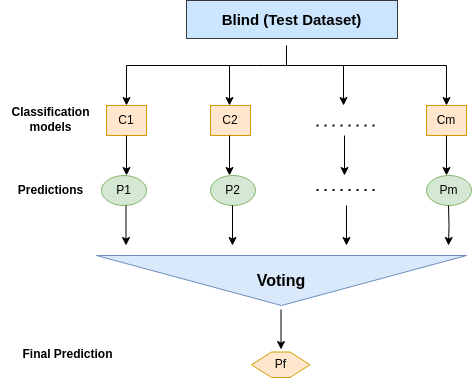 Blind (Test Dataset)
Classification
models
C1
C2
. . . . . . . .
Cm
Predictions
P1
P2
. . . . . . . .
Pm
Voting
Final Prediction
Pf